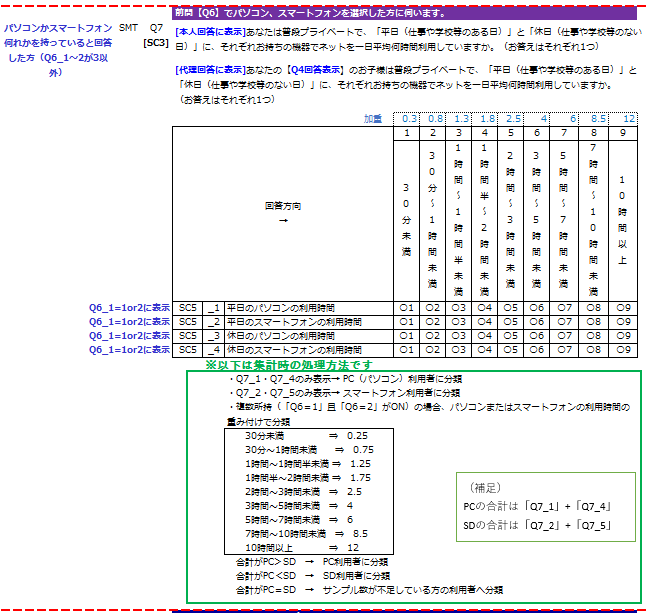 前問【Q6】でパソコン、スマートフォンを選択した方に伺います。
パソコンかスマートフォン
何れかを持っていると回答
した方（Q6_1～2が3以
外）
SMT Q7
[SC3]
[本人回答に表示]あなたは普段プライベートで、「平日（仕事や学校等のある日）」と「休日（仕事や学校等のない
日）」に、それぞれお持ちの機器でネットを一日平均何時間利用していますか。（お答えはそれぞれ1つ）
[代理回答に表示]あなたの【Q4回答表示】のお子様は普段プライベートで、「平日（仕事や学校等のある日）」と
「休日（仕事や学校等のない日）」に、それぞれお持ちの機器でネットを一日平均何時間利用していますか。
（お答えはそれぞれ1つ）
加重 0.3 0.8 1.3 1.8 2.5 4 6 8.5 12
1 2 3 4 5 6 7 8 9
回答方向
→
30分未満
30分～1時間未満
1時間～1時間半未満
1時間半～2時間未満
2時間～3時間未満
3時間～5時間未満
5時間～7時間未満
7時間～10時間未満
10時間以上
Q6_1=1or2に表示 SC5 _1 平日のパソコンの利用時間 〇1 〇2 〇3 〇4 〇5 〇6 〇7 〇8 〇9
Q6_1=1or2に表示 SC5 _2 平日のスマートフォンの利用時間 〇1 〇2 〇3 〇4 〇5 〇6 〇7 〇8 〇9
Q6_1=1or2に表示 SC5 _3 休日のパソコンの利用時間 〇1 〇2 〇3 〇4 〇5 〇6 〇7 〇8 〇9
Q6_1=1or2に表示 SC5 _4 休日のスマートフォンの利用時間 〇1 〇2 〇3 〇4 〇5 〇6 〇7 〇8 〇9
※以下は集計時の処理方法です
・Q7_1・Q7_4のみ表示→ PC（パソコン）利用者に分類
・Q7_2・Q7_5のみ表示→ スマートフォン利用者に分類
・複数所持（「Q6＝1」且「Q6＝2」がON）の場合、パソコンまたはスマートフォンの利用時間の
重み付けで分類
30分未満 ⇒ 0.25
30分～1時間未満 ⇒ 0.75
1時間～1時間半未満 ⇒ 1.25
1時間半～2時間未満 ⇒ 1.75
2時間～3時間未満 ⇒ 2.5
3時間～5時間未満 ⇒ 4
5時間～7時間未満 ⇒ 6
7時間～10時間未満 ⇒ 8.5
10時間以上 ⇒ 12
（補足）
PCの合計は「Q7_1」+「Q7_4」
SDの合計は「Q7_2」+「Q7_5」
合計がPC＞SD → PC利用者に分類
合計がPC＜SD → SD利用者に分類
合計がPC＝SD → サンプル数が不足している方の利用者へ分類